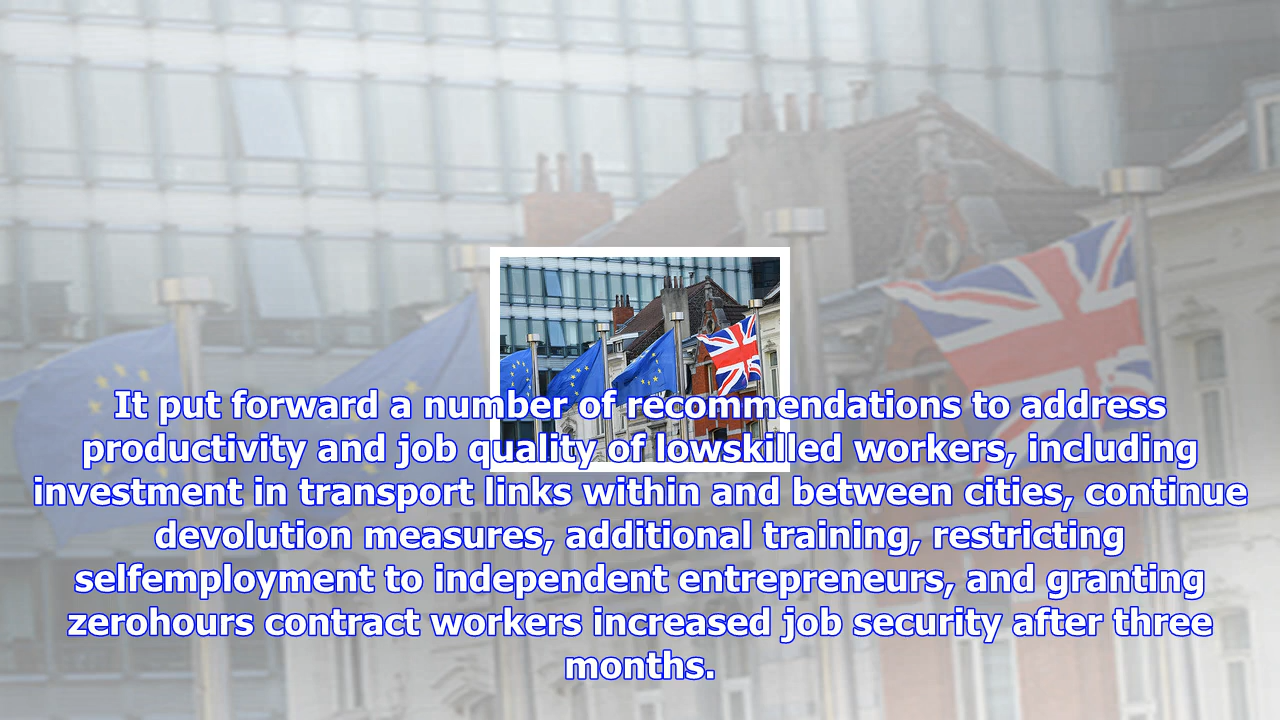 It put forward a number of recommendations to address
productivity and job quality of lowskilled workers, including
investment in transport links within and between cities, continue
devolution measures, additional training, restricting
selfemployment to independent entrepreneurs, and granting
zerohours contract workers increased job security after three
months.